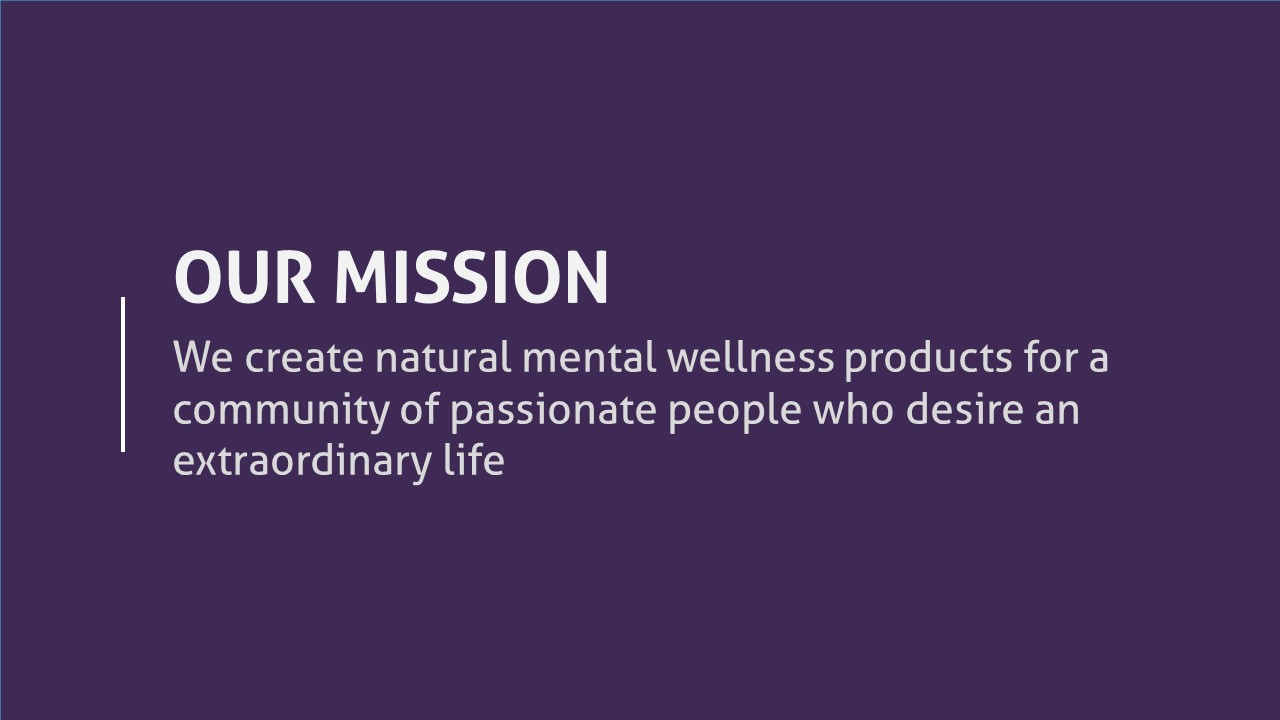 OUR MISSION
We create natural mental wellness products for a
community of passionate people who desire an
extraordinary life